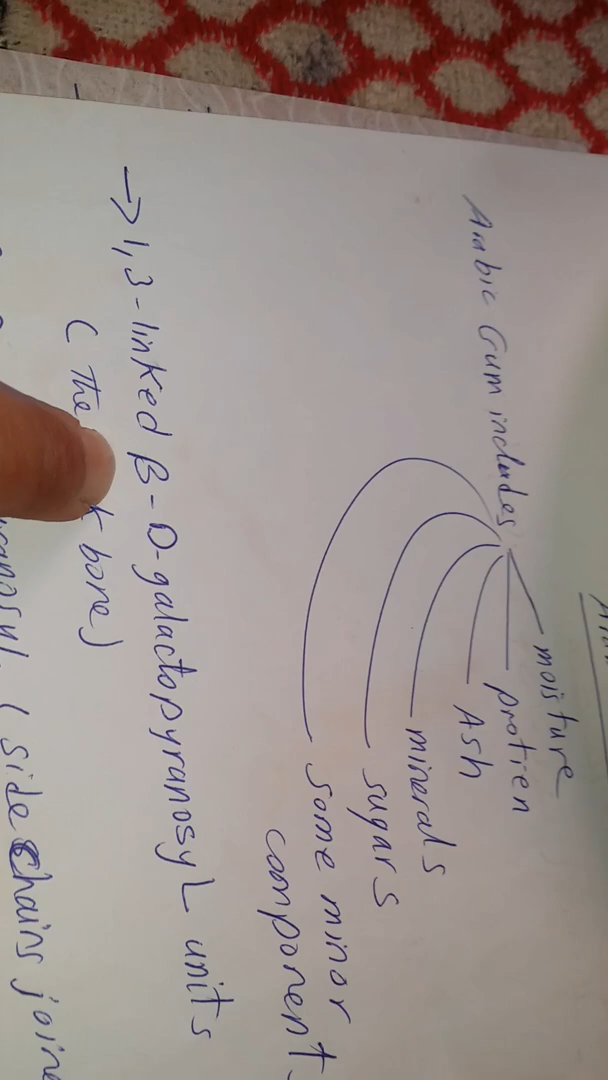 Arabic Gum includes
moisture
protien
Ash
minerals
sugars
some minor
component
→ 1,3-linked β-D-galactopyranosyl units
(The bone)
(side chains joine